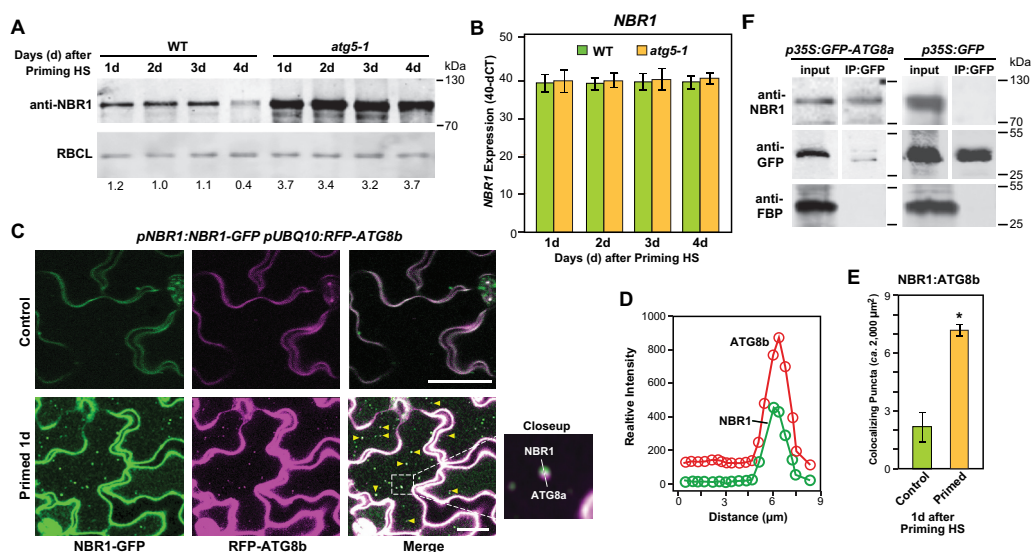 A
WT
atg5-1
Days (d) after
Priming HS
1d 2d 3d 4d 1d 2d 3d 4d
kDa
130
anti-NBR1
70
RBCL
1.2 1.0 1.1 0.4 3.7 3.4 3.2 3.7
B
NBR1
WT atg5-1
NBR1 Expression (40-dCT)
50
40
40
30
20
10
0
1d 2d 3d 4d
Days (d) after Priming HS
C
pNBR1:NBR1-GFP pUBQ10:RFP-ATG8b
Control
Primed 1d
Closeup
NBR1
ATG8a
NBR1-GFP RFP-ATG8b Merge
D
Realtive Intensity
1000
800
600
400
200
0
ATG8b
NBR1
0 3 6 9
Distance (μm)
E
NBR1:ATG8b
Colocalizing Puncta (ca. 2,000 μm²)
9
6
3
0
*
Control Primed
1d after
Priming HS
F
p35S:GFP-ATG8a p35S:GFP
input IP:GFP input IP:GFP
kDa
anti-
NBR1
130
100
anti-
GFP
55
25
anti-
FBP
55
25